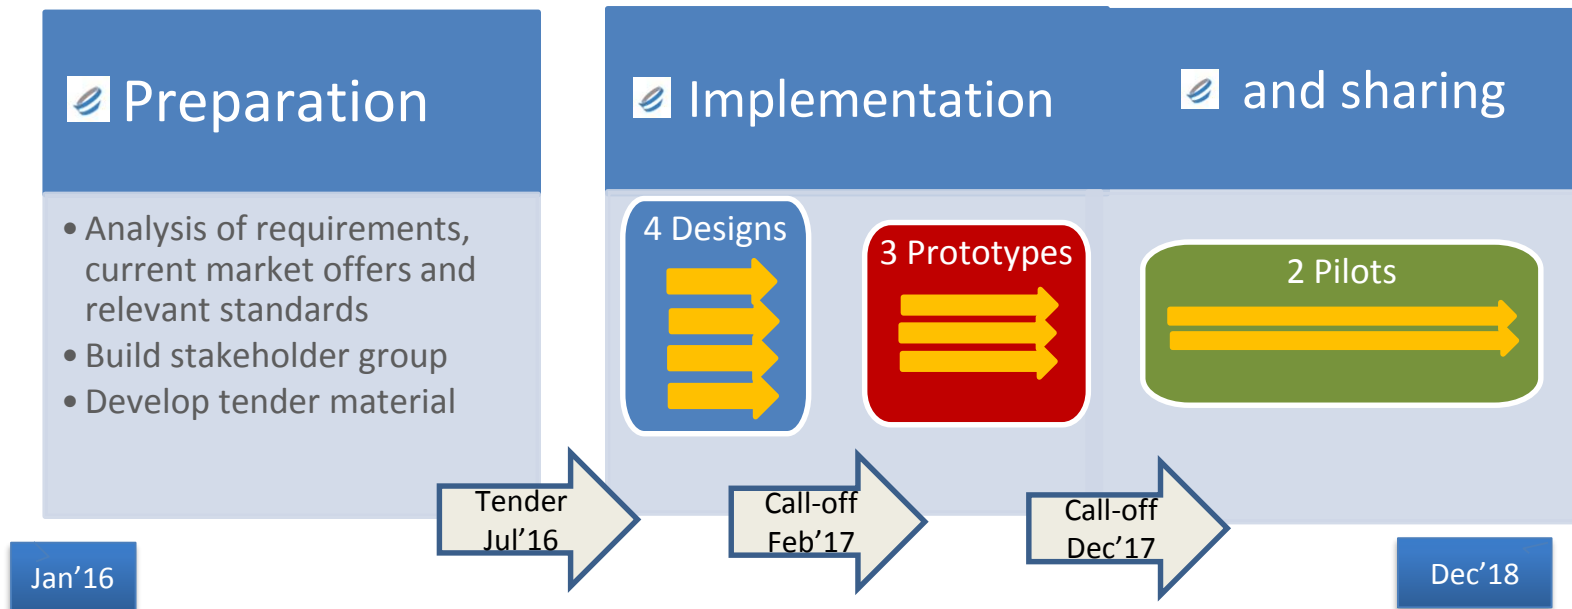 Preparation
• Analysis of requirements,
current market offers and
relevant standards
• Build stakeholder group
• Develop tender material
Implementation
and sharing
4 Designs
3 Prototypes
2 Pilots
Tender
Jul’16
Call-off
Feb’17
Call-off
Dec’17
Jan’16
Dec’18